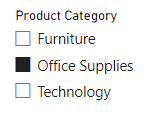 Product Category
Furniture
Office Supplies
Technology